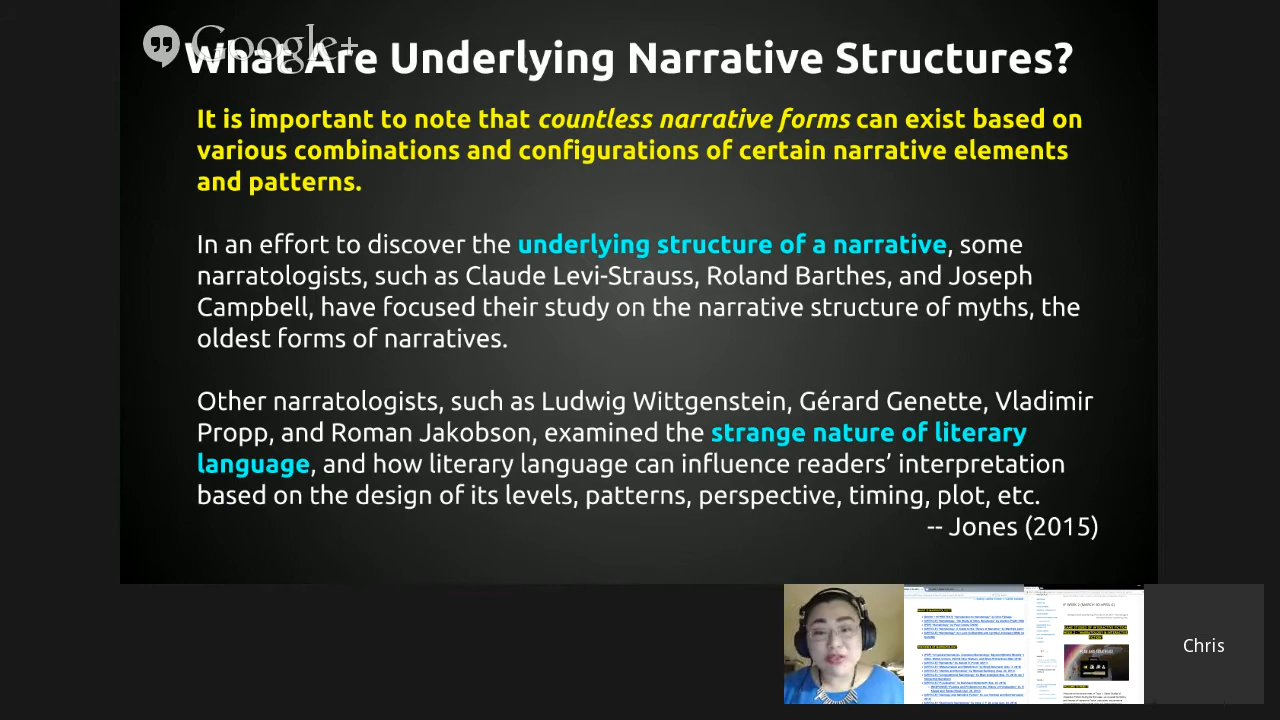 Google+
What Are Underlying Narrative Structures?
It is important to note that countless narrative forms can exist based on
various combinations and configurations of certain narrative elements
and patterns.
In an effort to discover the underlying structure of a narrative, some
narratologists, such as Claude Levi-Strauss, Roland Barthes, and Joseph
Campbell, have focused their study on the narrative structure of myths, the
oldest forms of narratives.
Other narratologists, such as Ludwig Wittgenstein, Gérard Genette, Vladimir
Propp, and Roman Jakobson, examined the strange nature of literary
language, and how literary language can influence readers’ interpretation
based on the design of its levels, patterns, perspective, timing, plot, etc.
-- Jones (2015)
Chris